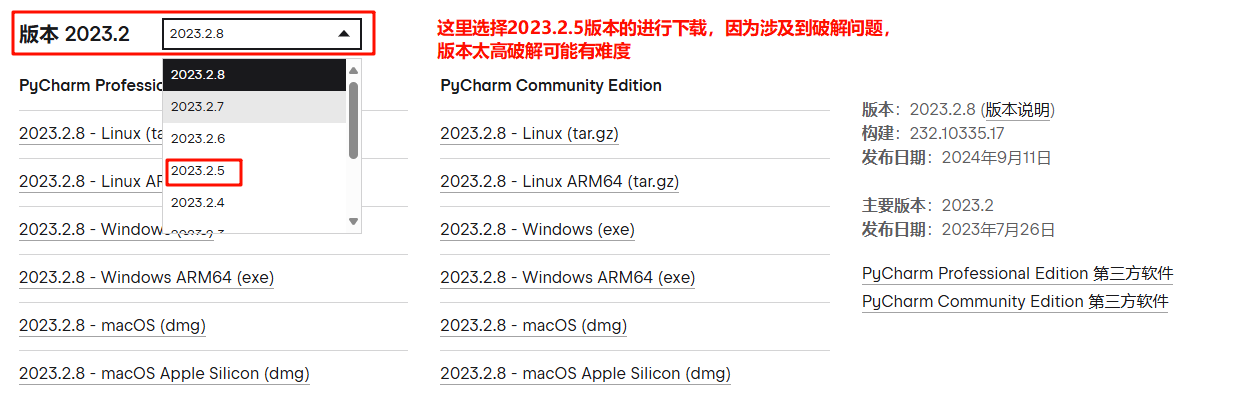 版本 2023.2
2023.2.8
这里选择2023.2.5版本的进行下载，因为涉及到破解问题，
版本太高破解可能有难度
2023.2.8
2023.2.7
2023.2.6
2023.2.5
2023.2.4
PyCharm Professio
2023.2.8 - Linux (ta
2023.2.8 - Linux AR
2023.2.8 - Window
2023.2.8 - Windows ARM64 (exe)
2023.2.8 - macOS (dmg)
2023.2.8 - macOS Apple Silicon (dmg)
PyCharm Community Edition
2023.2.8 - Linux (tar.gz)
2023.2.8 - Linux ARM64 (tar.gz)
2023.2.8 - Windows (exe)
2023.2.8 - Windows ARM64 (exe)
2023.2.8 - macOS (dmg)
2023.2.8 - macOS Apple Silicon (dmg)
版本：2023.2.8 (版本说明)
构建：232.10335.17
发布日期：2024年9月11日
主要版本：2023.2
发布日期：2023年7月26日
PyCharm Professional Edition 第三方软件
PyCharm Community Edition 第三方软件